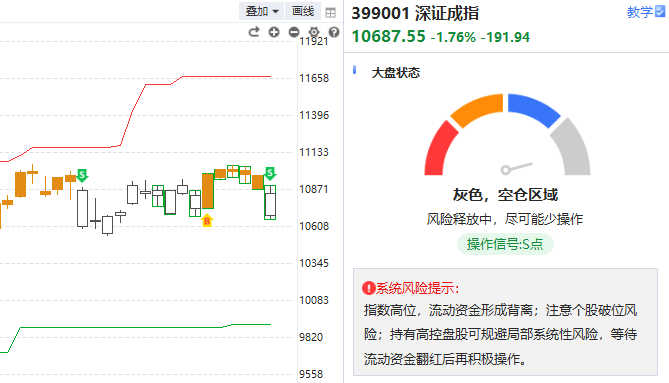 叠加 画线
11921
11658
11396
11133
10871
10608
10345
10083
9820
9558
S
B
S
399001 深证成指 教学
10687.55 -1.76% -191.94
大盘状态
灰色，空仓区域
风险释放中，尽可能少操作
操作信号:S点
系统风险提示：
指数高位，流动资金形成背离；注意个股破位风
险；持有高控盘股可规避局部系统性风险，等待
流动资金翻红后再积极操作。